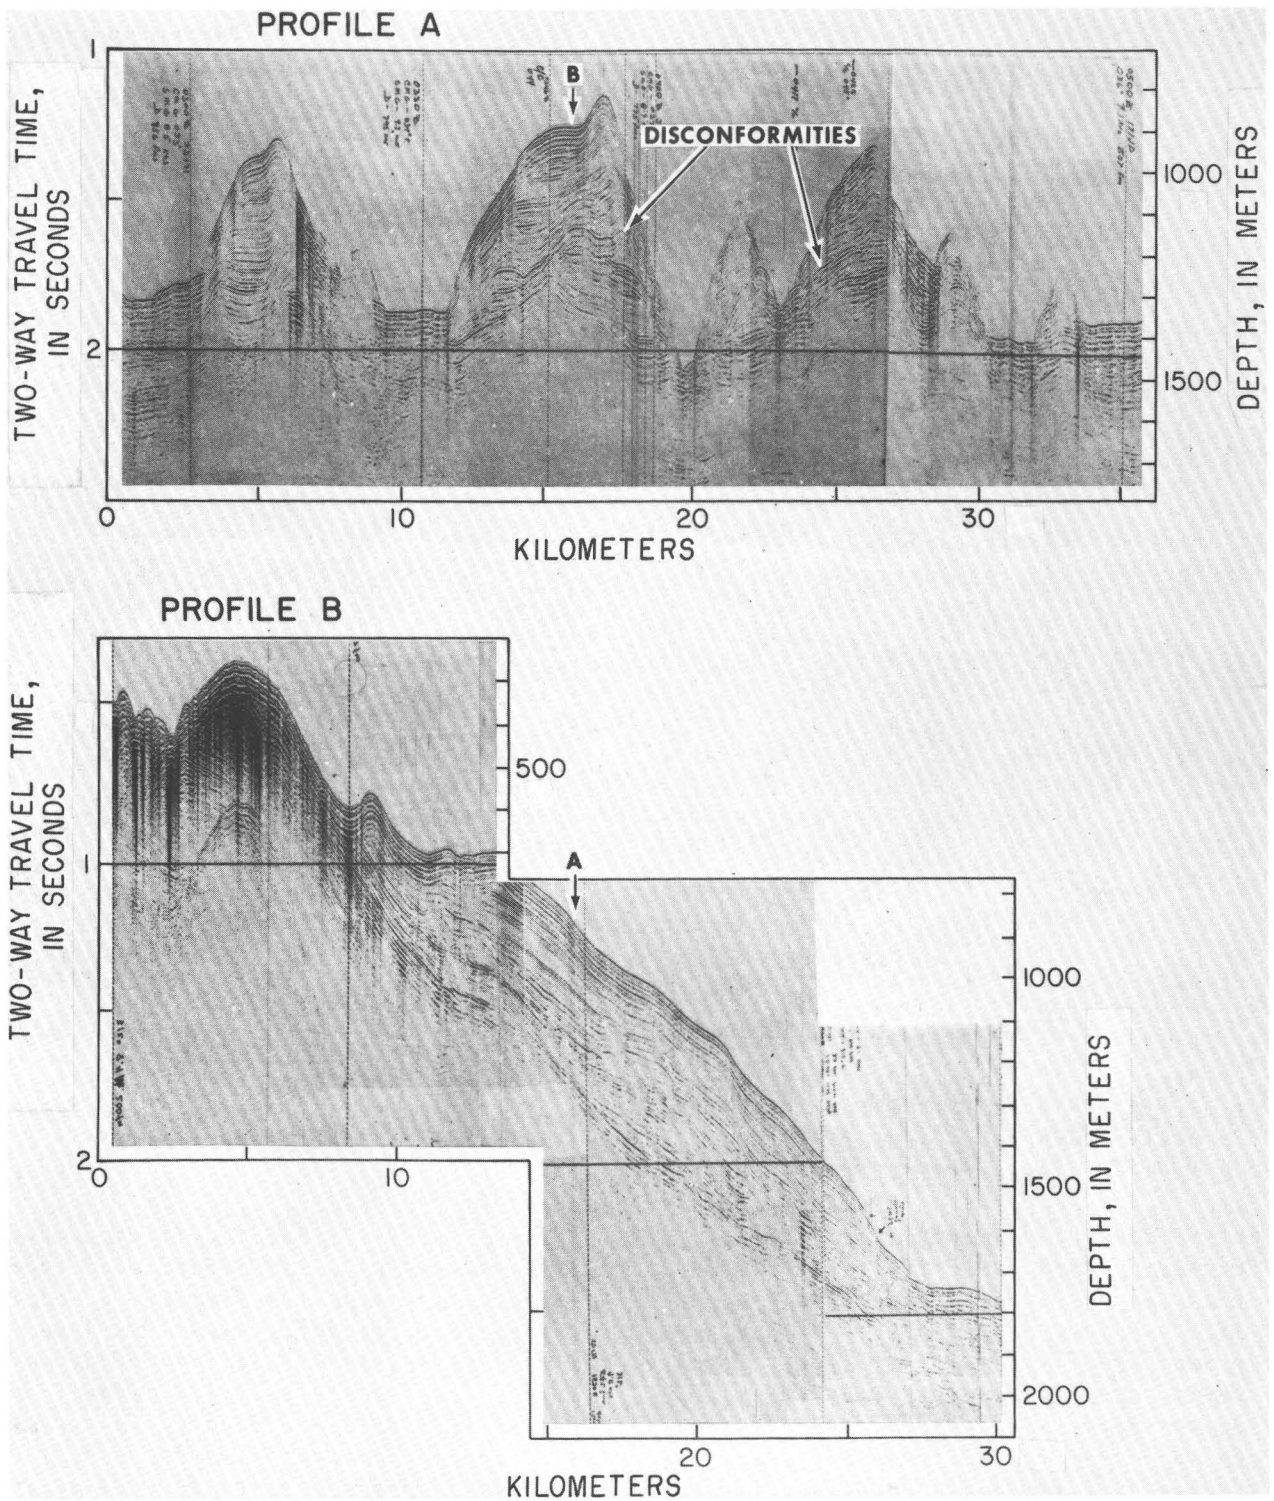 PROFILE A
1
2
TWO-WAY TRAVEL TIME,
IN SECONDS
B
DISCONFORMITIES
1000
1500
DEPTH, IN METERS
0
10
20
30
KILOMETERS
PROFILE B
TWO-WAY TRAVEL TIME,
IN SECONDS
1
2
500
A
1000
1500
2000
DEPTH, IN METERS
0
10
20
30
KILOMETERS